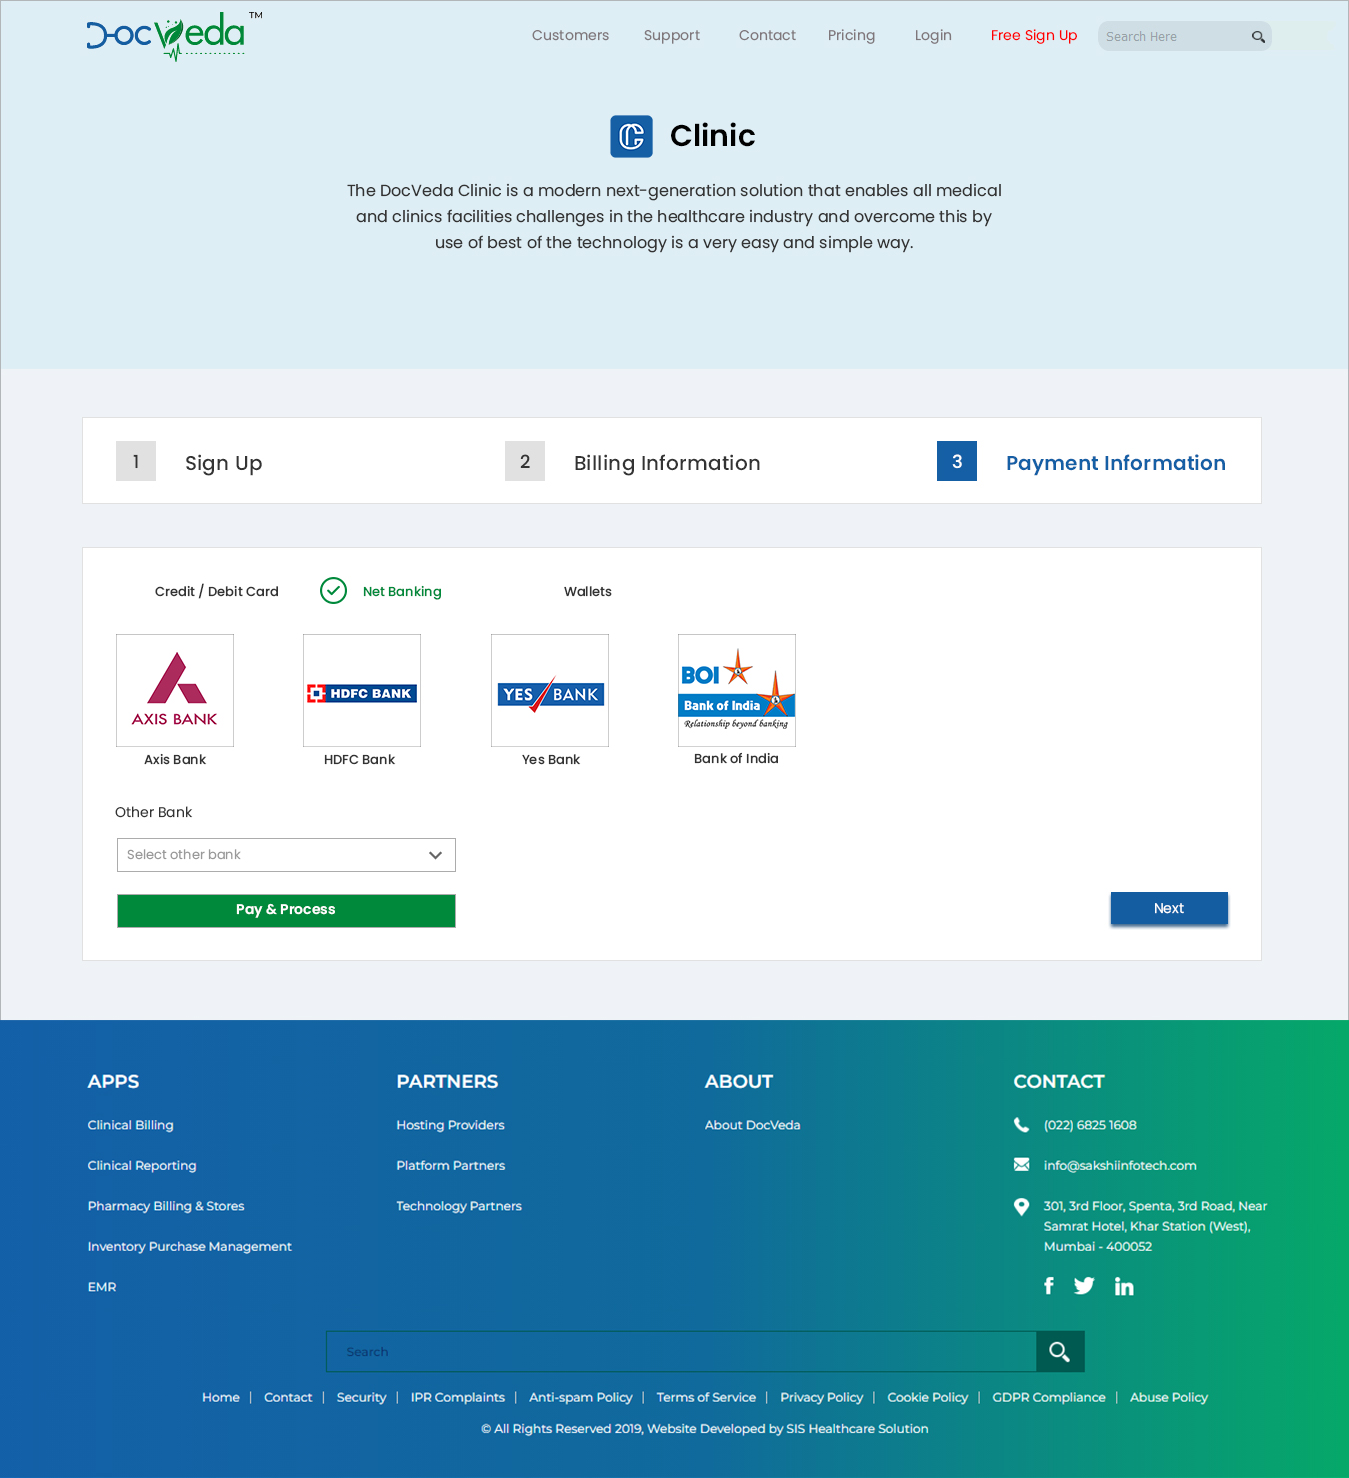 DocVeda TM
Customers Support Contact Pricing Login Free Sign Up Search Here
Clinic
The DocVeda Clinic is a modern next-generation solution that enables all medical
and clinics facilities challenges in the healthcare industry and overcome this by
use of best of the technology is a very easy and simple way.
1 Sign Up 2 Billing Information 3 Payment Information
Credit / Debit Card Net Banking Wallets
AXIS BANK
HDFC BANK
YES BANK
BOI
Bank of India
Relationship beyond banking
Axis Bank HDFC Bank Yes Bank Bank of India
Other Bank
Select other bank
Pay & Process
Next
APPS
Clinical Billing
Clinical Reporting
Pharmacy Billing & Stores
Inventory Purchase Management
EMR
PARTNERS
Hosting Providers
Platform Partners
Technology Partners
ABOUT
About DocVeda
CONTACT
(022) 6825 1608
info@sakshiinfotech.com
301, 3rd Floor, Spenta, 3rd Road, Near
Samrat Hotel, Khar Station (West),
Mumbai - 400052
Search
Home | Contact | Security | IPR Complaints | Anti-spam Policy | Terms of Service | Privacy Policy | Cookie Policy | GDPR Compliance | Abuse Policy
© All Rights Reserved 2019, Website Developed by SIS Healthcare Solution